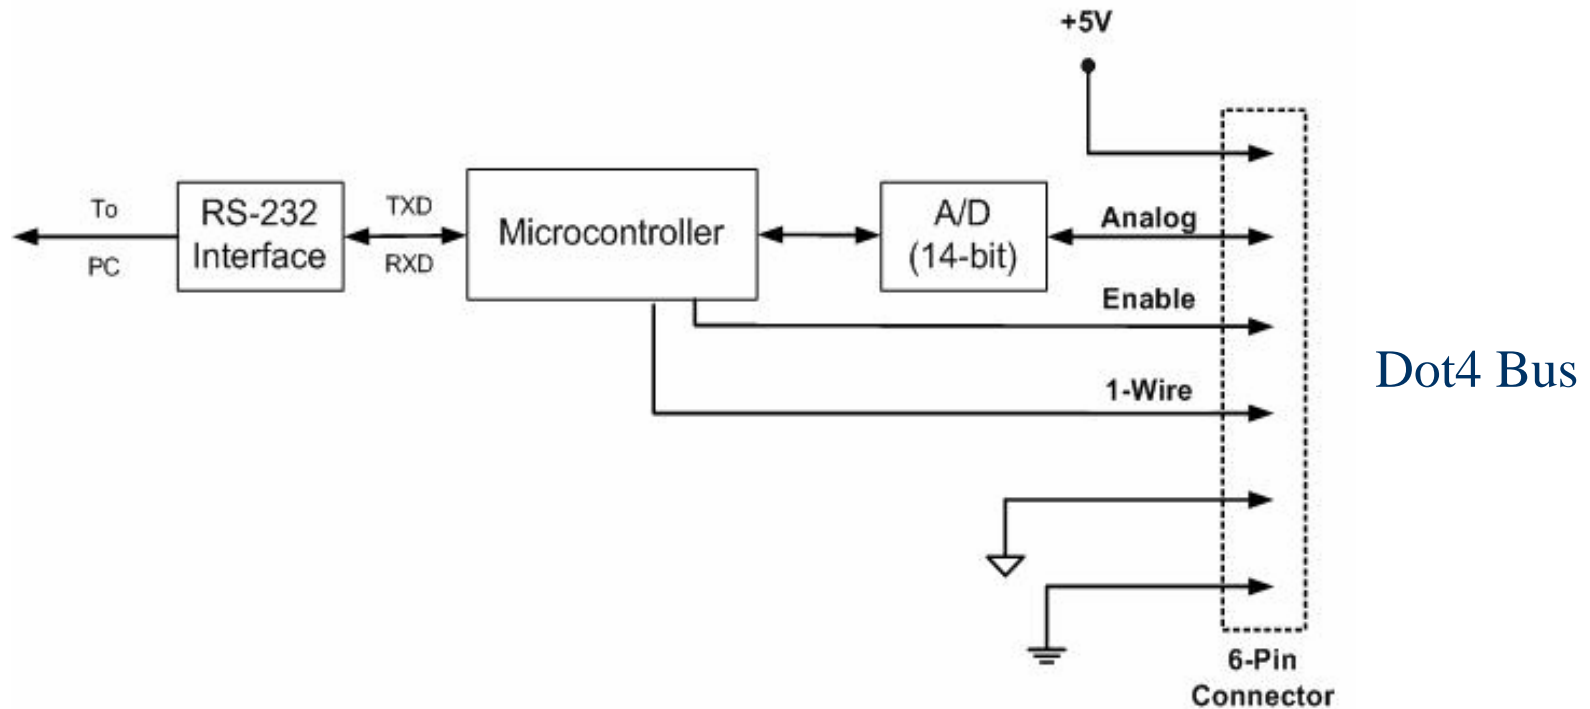 +5V
To
PC
RS-232
Interface
TXD
RXD
Microcontroller
A/D
(14-bit)
Analog
Enable
1-Wire
Dot4 Bus
6-Pin
Connector